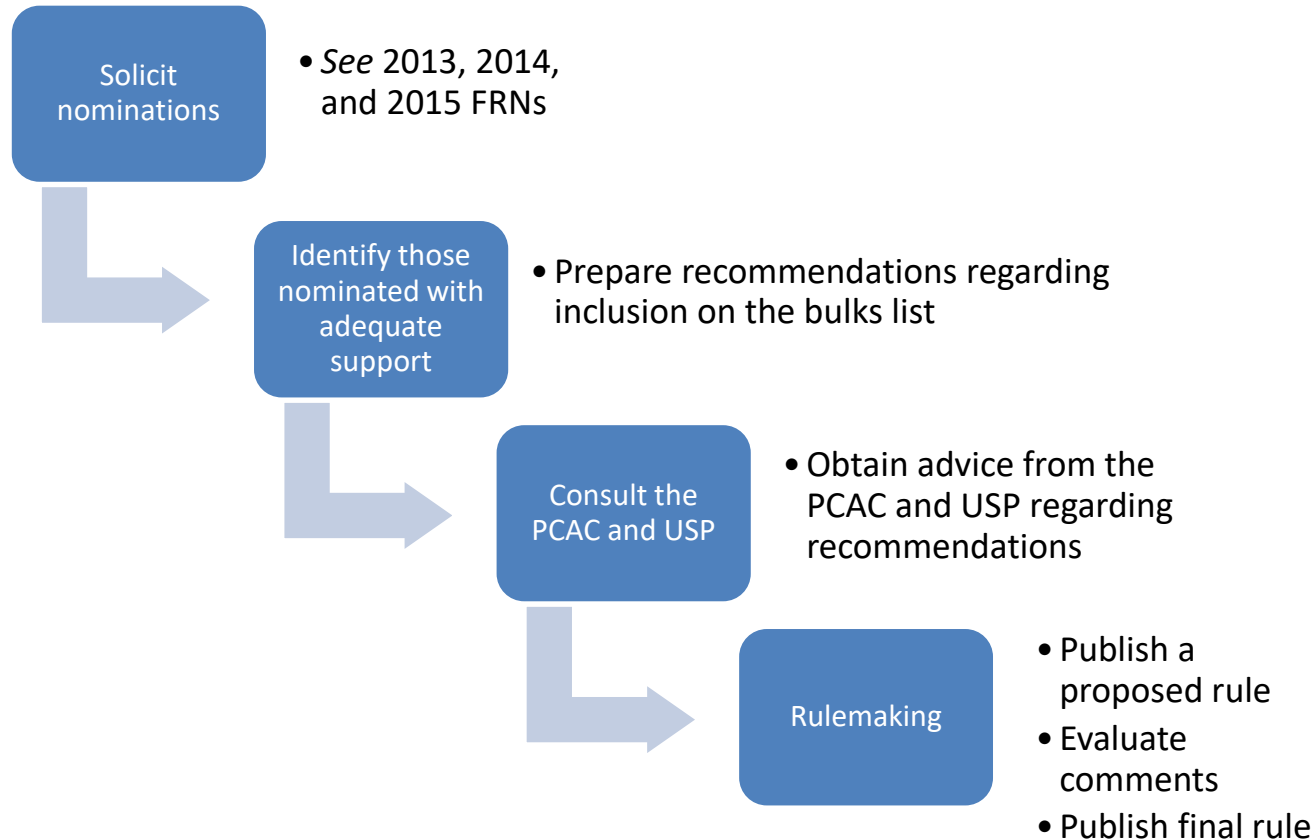 Solicit
nominations
• See 2013, 2014,
and 2015 FRNs
Identify those
nominated with
adequate
support
• Prepare recommendations regarding
inclusion on the bulks list
Consult the
PCAC and USP
• Obtain advice from the
PCAC and USP regarding
recommendations
Rulemaking
• Publish a
proposed rule
• Evaluate
comments
• Publish final rule